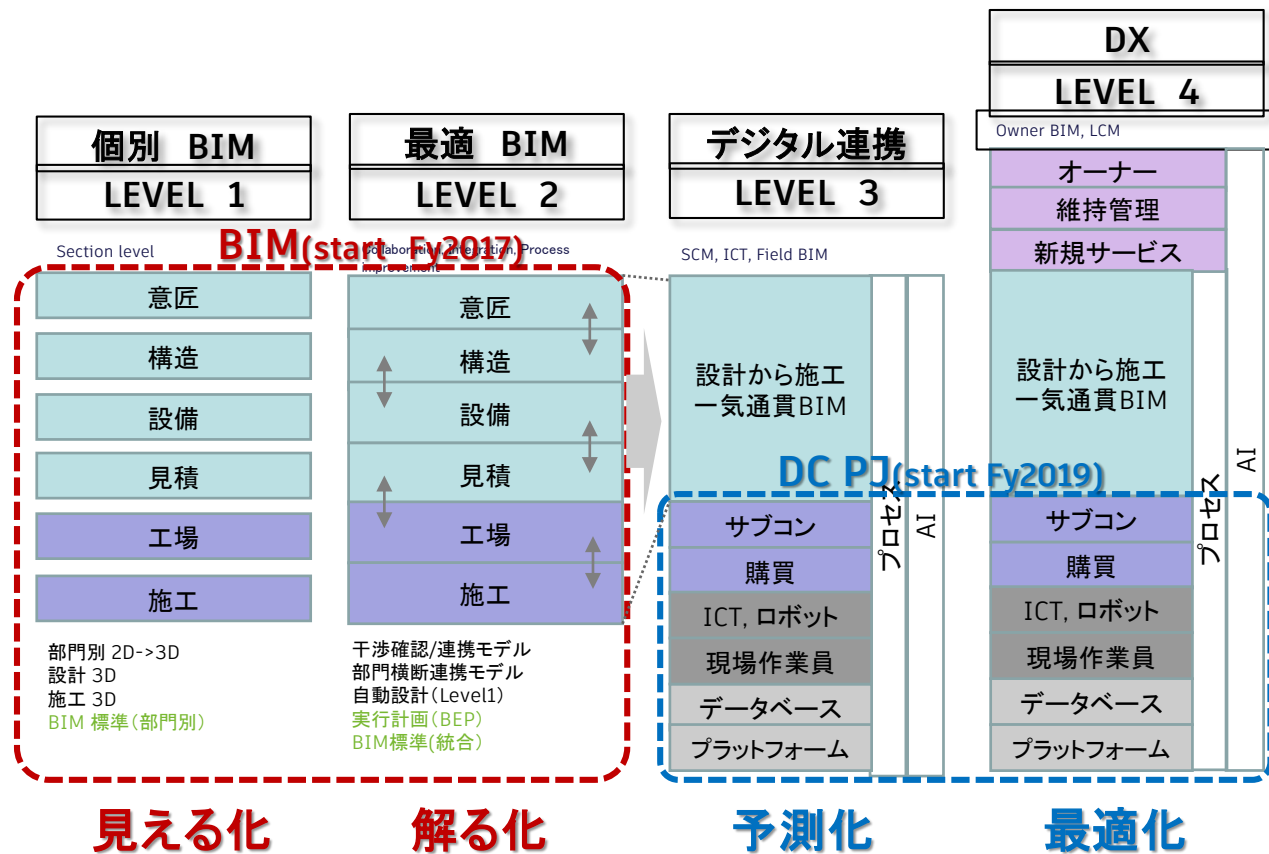 個別 BIM
LEVEL 1
Section level
意匠
構造
設備
見積
工場
施工
部門別 2D->3D
設計 3D
施工 3D
BIM 標準(部門別)
見える化
BIM(start Fy2017)
最適 BIM
LEVEL 2
Collaboration, Integration, Process
improvement
意匠
構造
設備
見積
工場
施工
干渉確認/連携モデル
部門横断連携モデル
自動設計(Level1)
実行計画(BEP)
BIM標準(統合)
解る化
デジタル連携
LEVEL 3
SCM, ICT, Field BIM
設計から施工
一気通貫BIM
サブコン
購買
ICT, ロボット
現場作業員
データベース
プラットフォーム
プロセス
AI
予測化
DC PJ(start Fy2019)
DX
LEVEL 4
Owner BIM, LCM
オーナー
維持管理
新規サービス
設計から施工
一気通貫BIM
サブコン
購買
ICT, ロボット
現場作業員
データベース
プラットフォーム
プロセス
AI
最適化